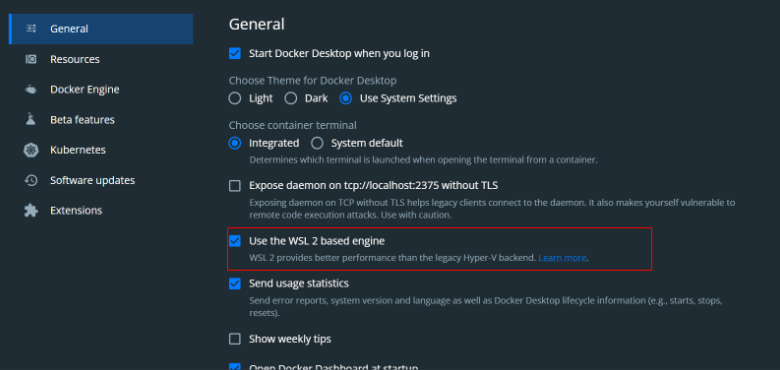 General
Resources
Docker Engine
Beta features
Kubernetes
Software updates
Extensions
General
Start Docker Desktop when you log in
Choose Theme for Docker Desktop
Light Dark Use System Settings
Choose container terminal
Integrated System default
Determines which terminal is launched when opening the terminal from a container.
Expose daemon on tcp://localhost:2375 without TLS
Exposing daemon on TCP without TLS helps legacy clients connect to the daemon. It also makes yourself vulnerable to
remote code execution attacks. Use with caution.
Use the WSL 2 based engine
WSL 2 provides better performance than the legacy Hyper-V backend. Learn more.
Send usage statistics
Send error reports, system version and language as well as Docker Desktop lifecycle information (e.g., starts, stops,
resets).
Show weekly tips
Open Docker Dashboard at startup